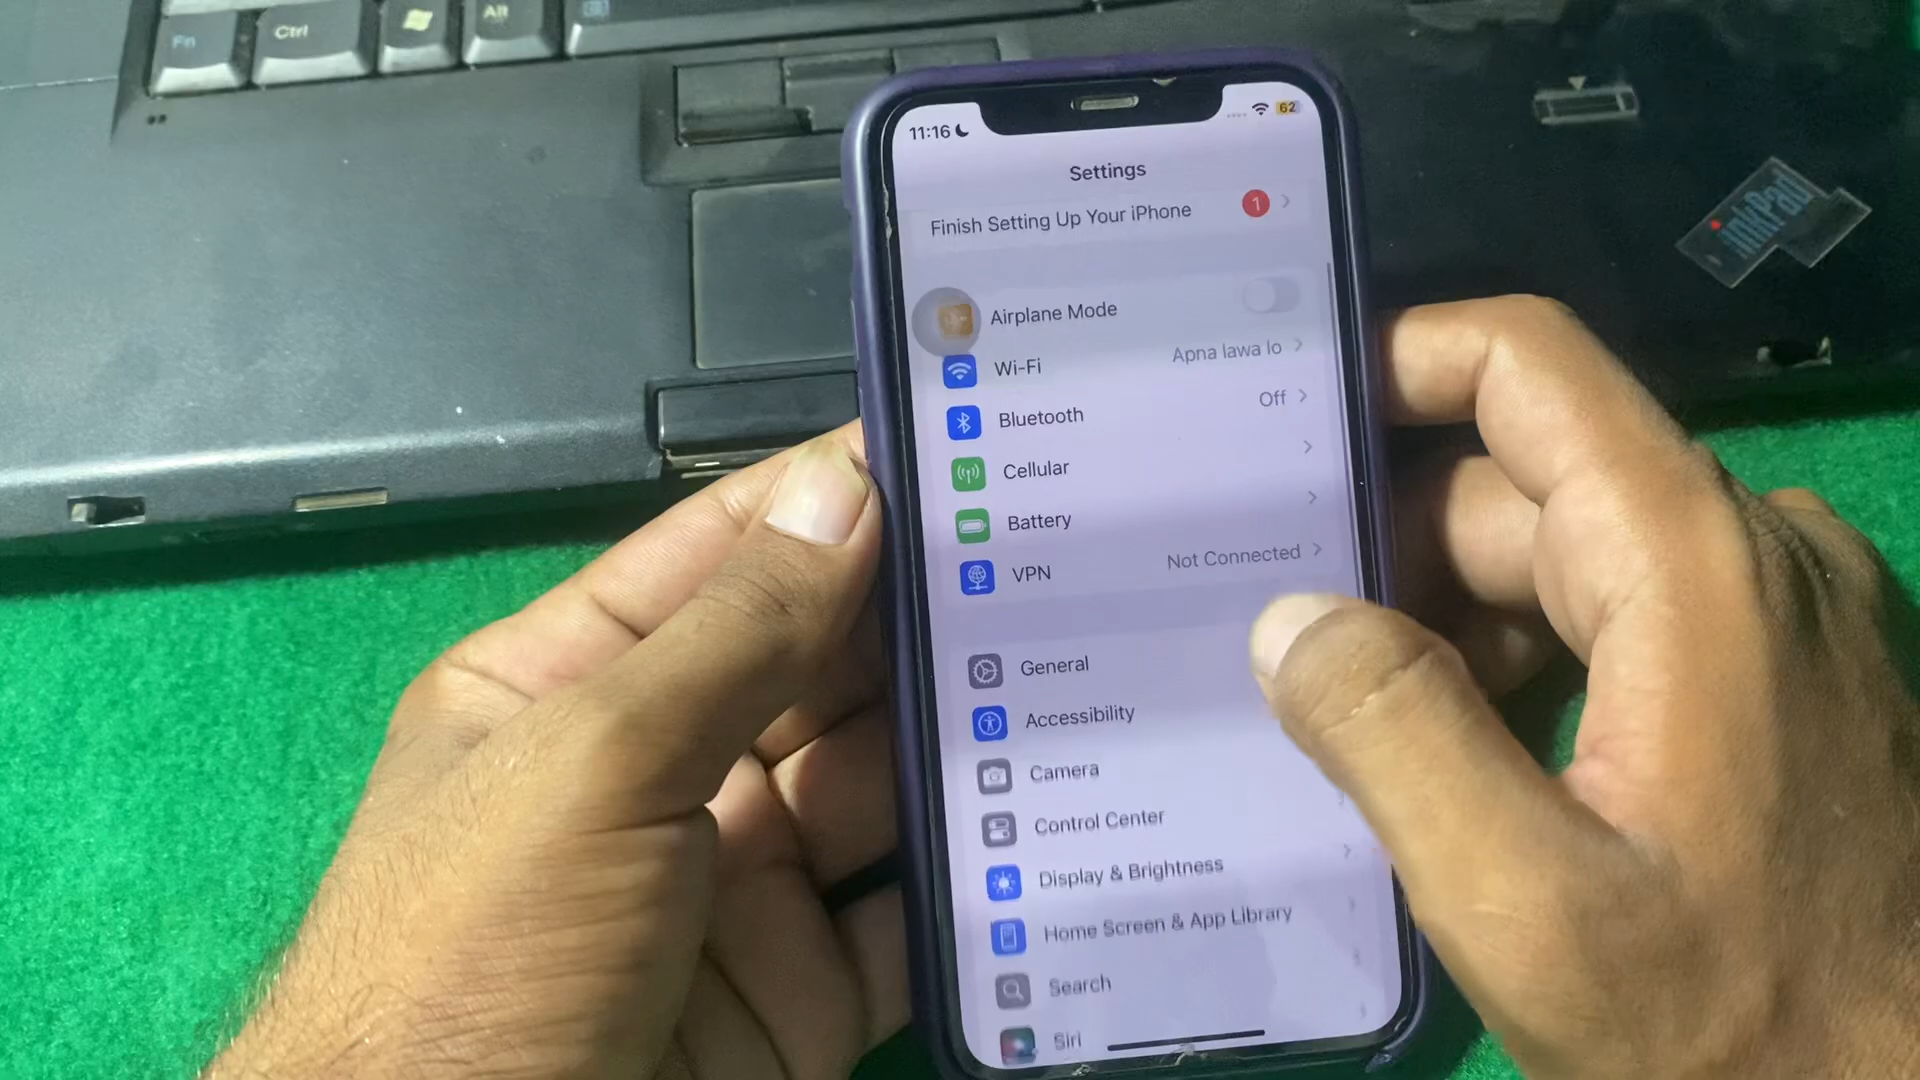 Fn
Ctrl
Alt
11:16
62
Settings
Finish Setting Up Your iPhone
1
Airplane Mode
Wi-Fi
Apna lawa lo
Bluetooth
Off
Cellular
Battery
VPN
Not Connected
General
Accessibility
Camera
Control Center
Display & Brightness
Home Screen & App Library
Search
Siri
inkPad